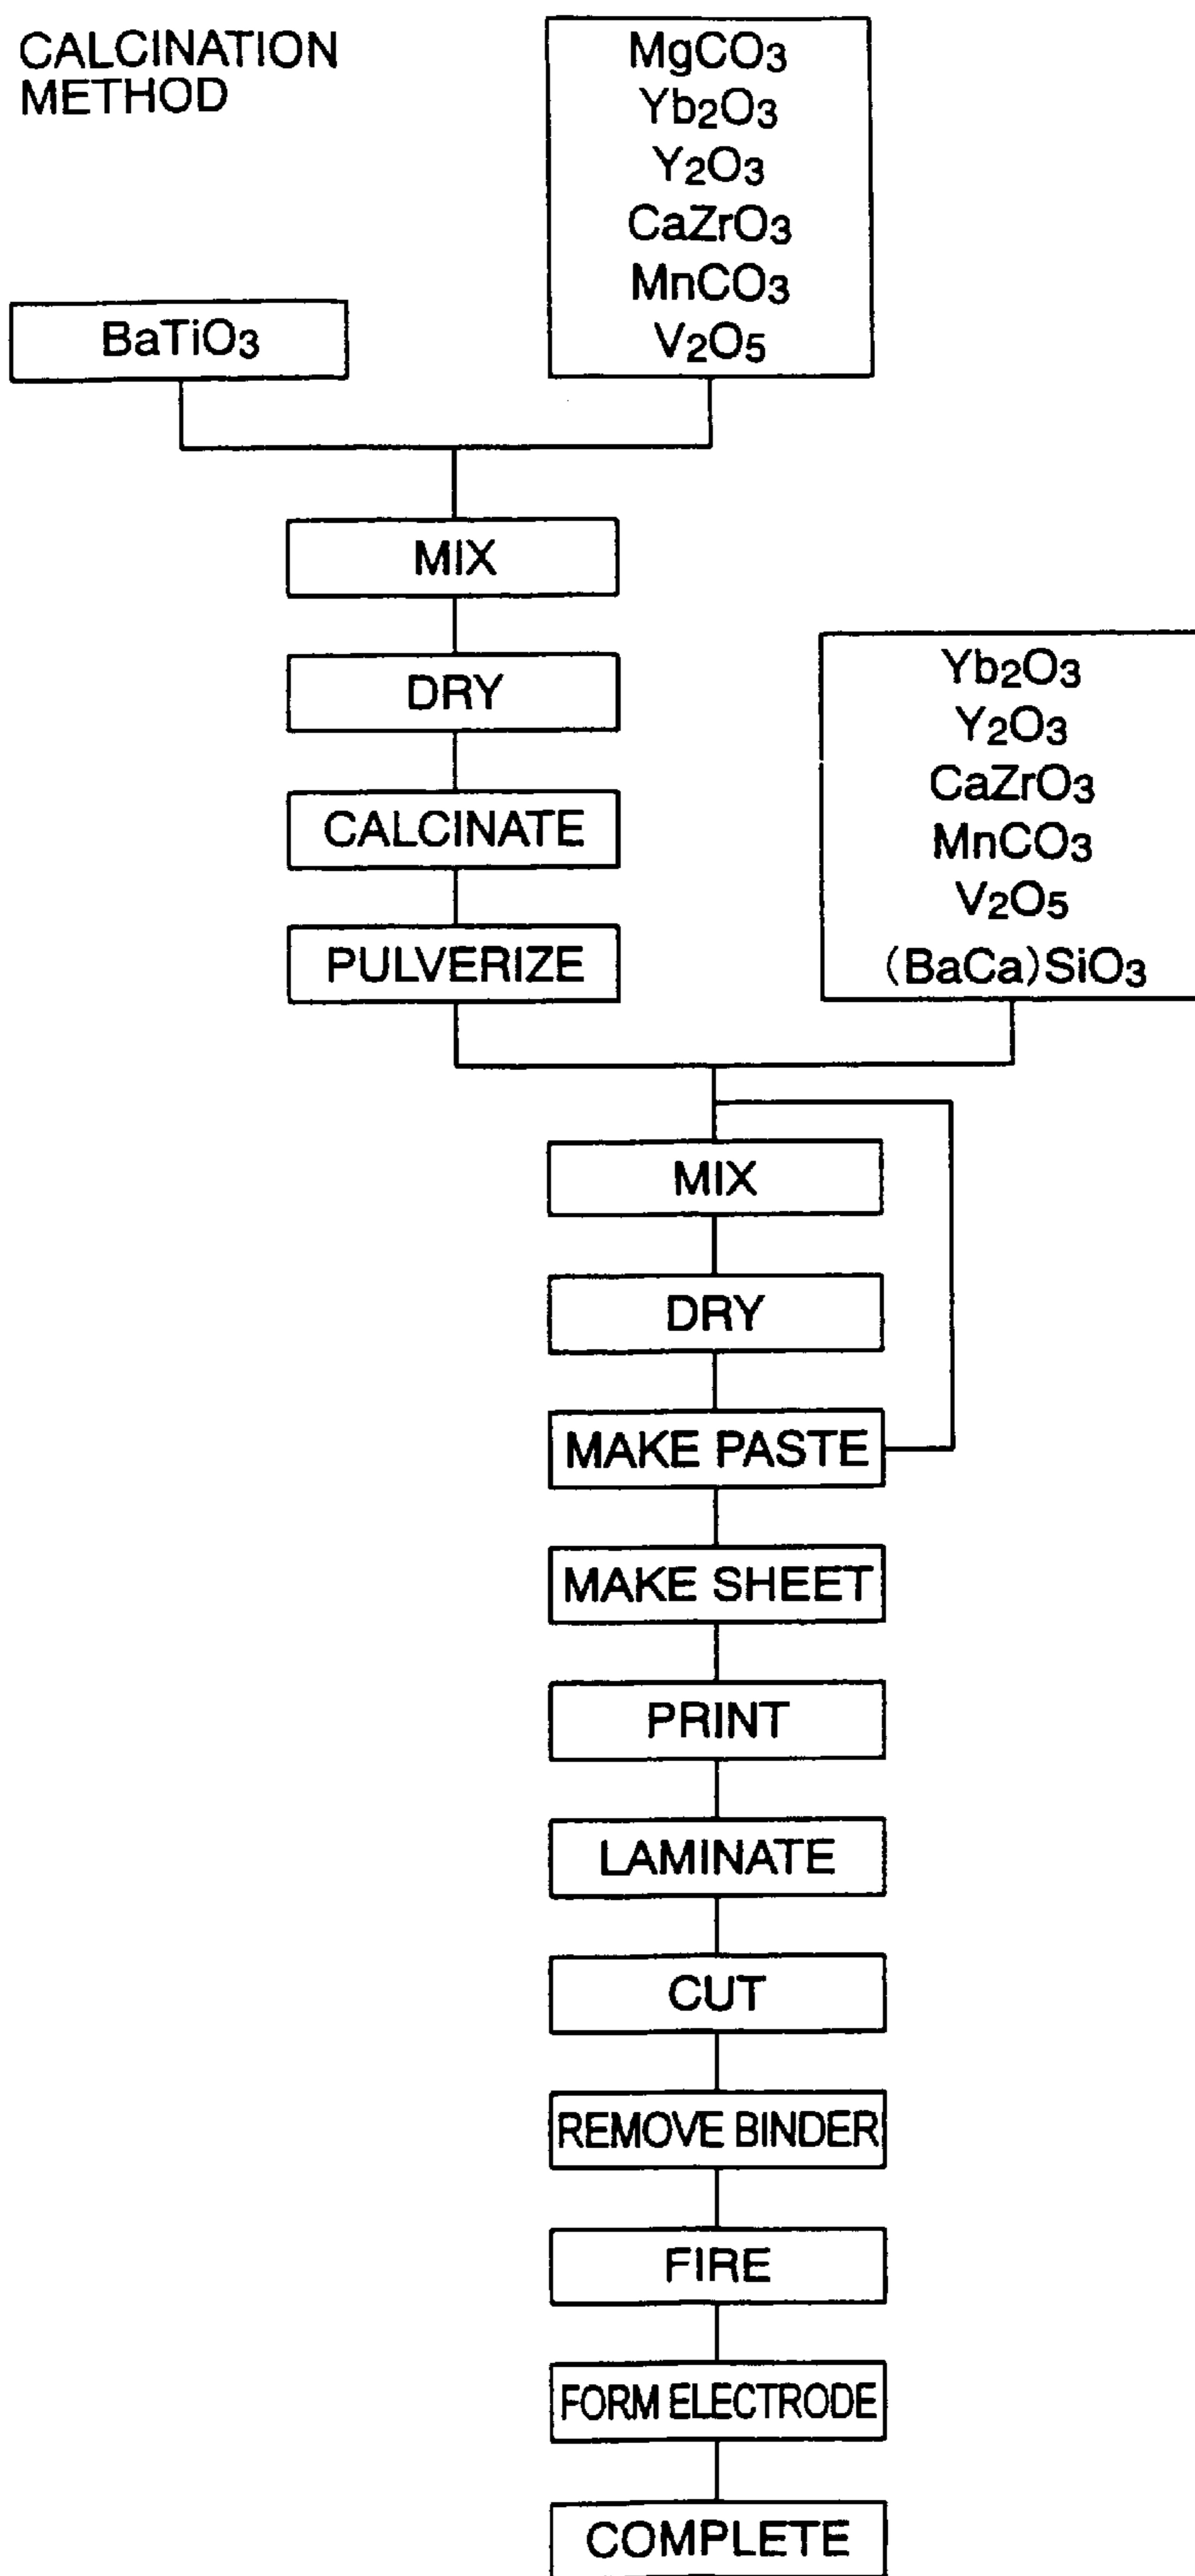 CALCINATION
METHOD
MgCO3
Yb2O3
Y2O3
CaZrO3
MnCO3
V2O5
BaTiO3
MIX
DRY
CALCINATE
PULVERIZE
Yb2O3
Y2O3
CaZrO3
MnCO3
V2O5
(BaCa)SiO3
MIX
DRY
MAKE PASTE
MAKE SHEET
PRINT
LAMINATE
CUT
REMOVE BINDER
FIRE
FORM ELECTRODE
COMPLETE